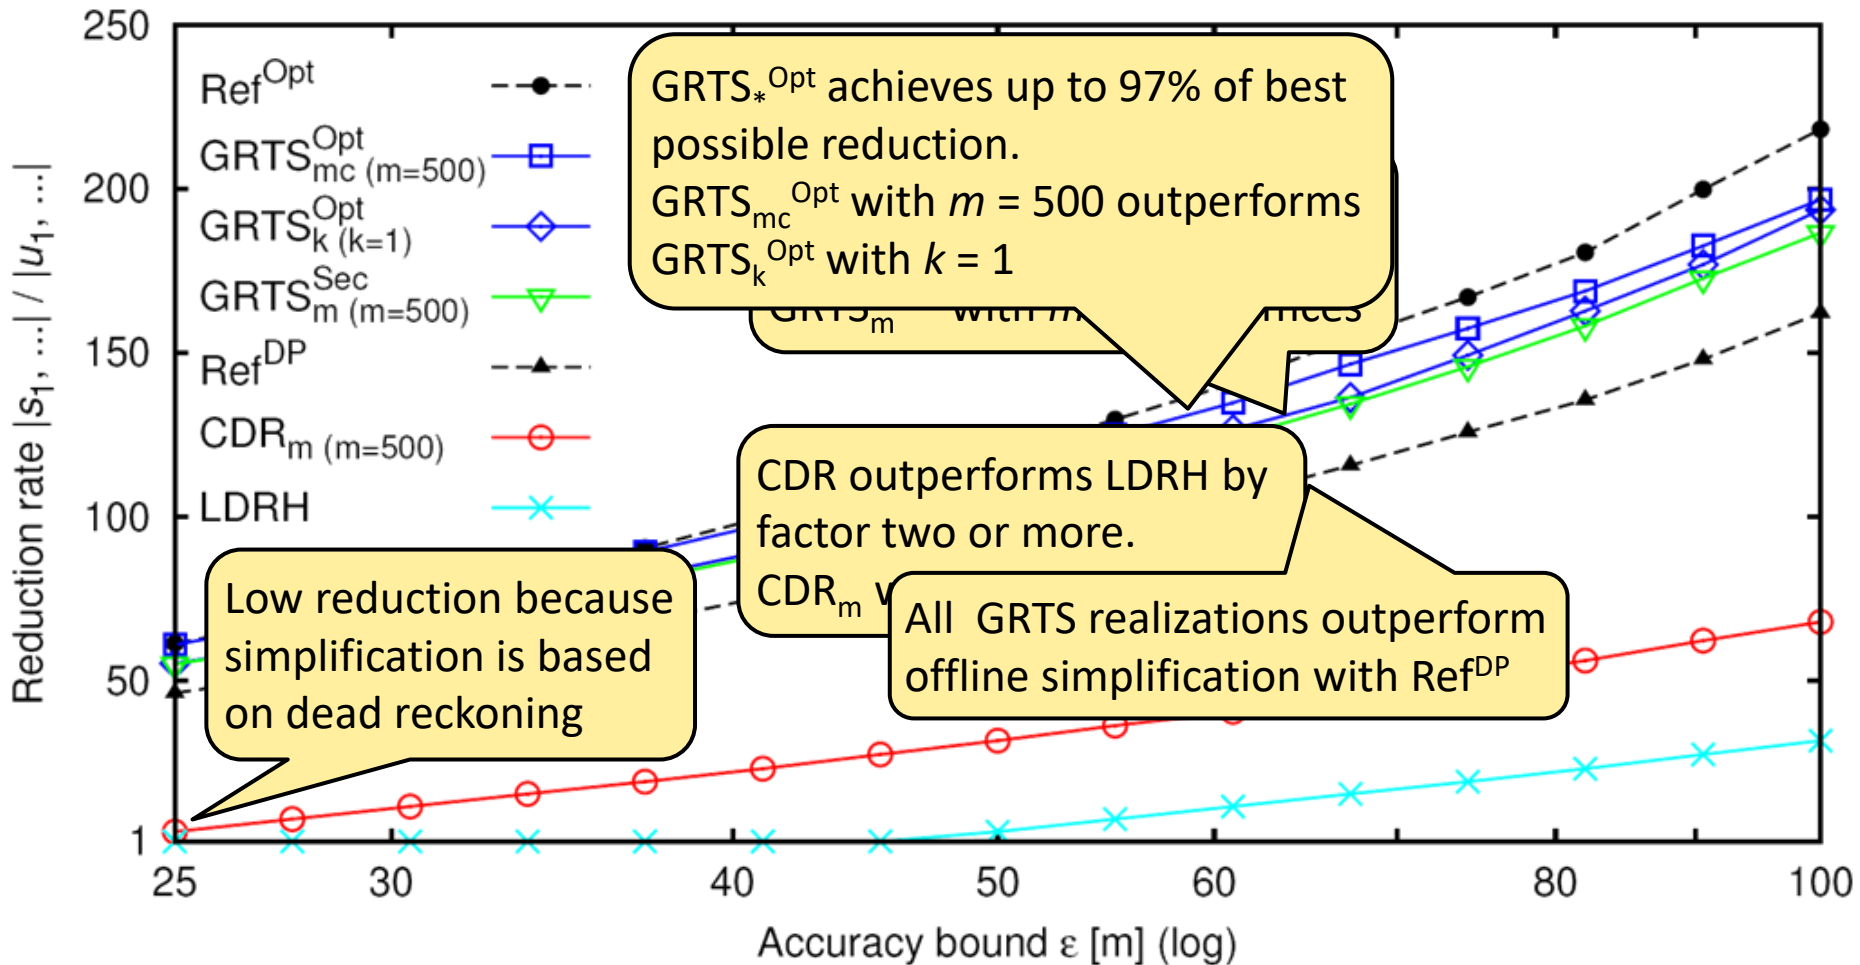 250
200
150
100
50
1
Reduction rate |s1, ...| / |u1, ...|
Ref^Opt
GRTS^Opt_mc (m=500)
GRTS^Opt_k (k=1)
GRTS^Sec_m (m=500)
Ref^DP
CDR_m (m=500)
LDRH
GRTS_*^Opt achieves up to 97% of best
possible reduction.
GRTS_mc^Opt with m = 500 outperforms
GRTS_k^Opt with k = 1
GRTS_m with m
CDR outperforms LDRH by
factor two or more.
CDR_m
Low reduction because
simplification is based
on dead reckoning
All GRTS realizations outperform
offline simplification with Ref^DP
25 30 40 50 60 80 100
Accuracy bound ε [m] (log)